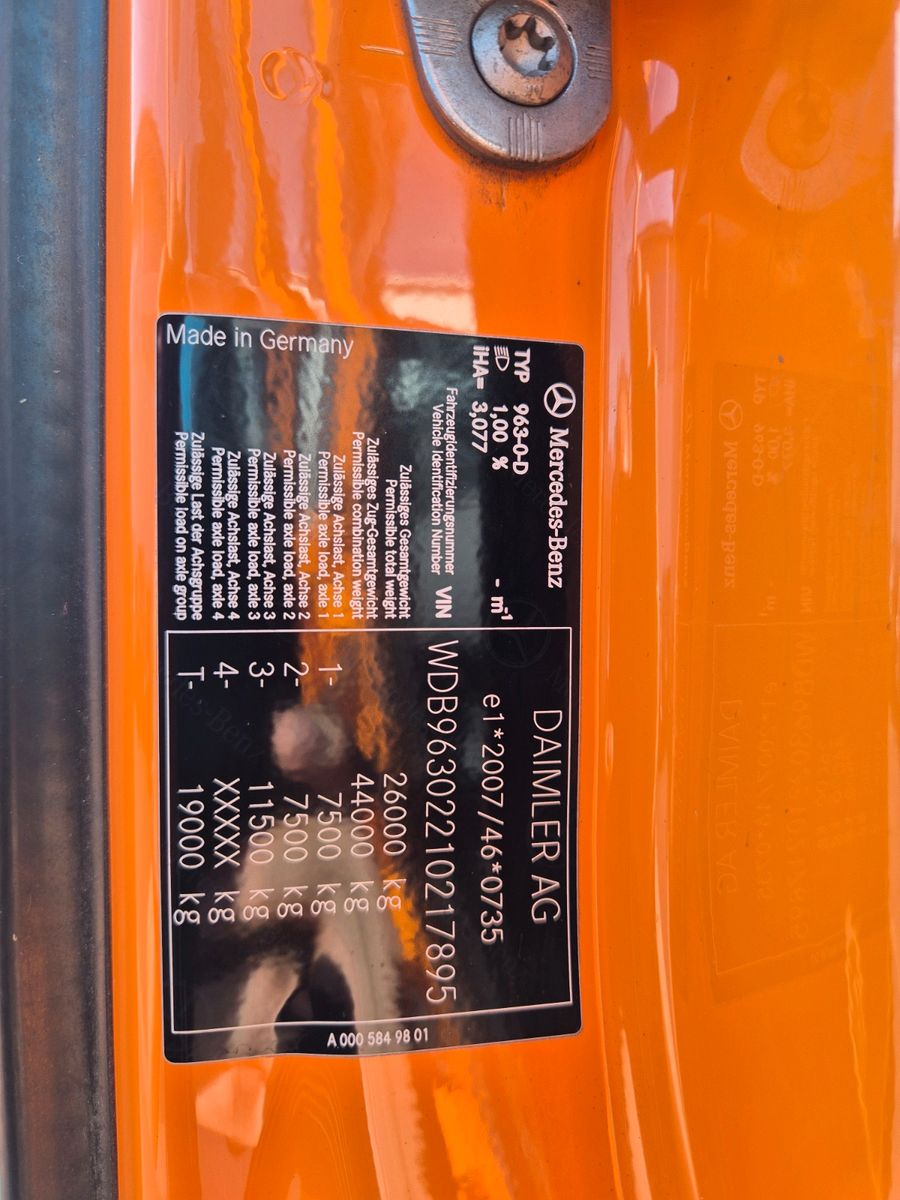 Mercedes-Benz
TYP 963-0-D
1,00 % - m-1
iHA= 3,077
DAIMLER AG
e1*2007/46*0735
Fahrzeugidentifizierungsnummer
Vehicle Identification Number VIN WDB96302210217895
Zulässiges Gesamtgewicht
Permissible total weight 26000 kg
Zulässiges Zug-Gesamtgewicht
Permissible combination weight 44000 kg
Zulässige Achslast, Achse 1
Permissible axle load, axle 1 1- 7500 kg
Zulässige Achslast, Achse 2
Permissible axle load, axle 2 2- 7500 kg
Zulässige Achslast, Achse 3
Permissible axle load, axle 3 3- 11500 kg
Zulässige Achslast, Achse 4
Permissible axle load, axle 4 4- XXXXX kg
Zulässige Last der Achsgruppe
Permissible load on axle group T- 19000 kg
Made in Germany
A 000 584 98 01